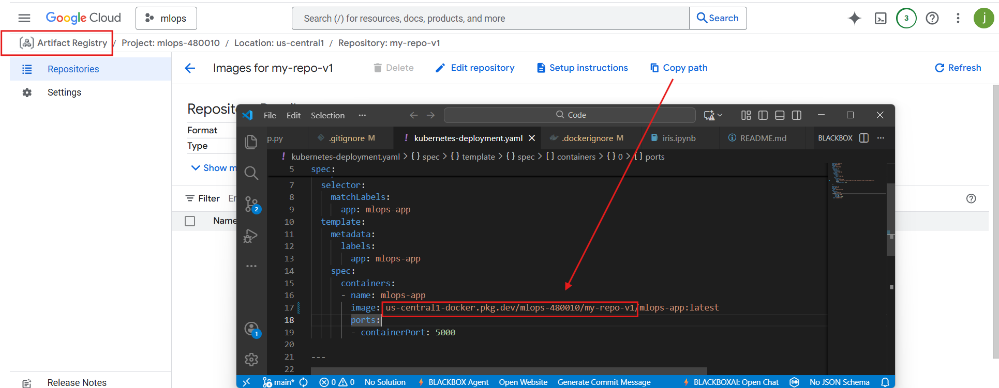 Google Cloud
mlops
Search (/) for resources, docs, products, and more
Search
3
j
Artifact Registry / Project: mlops-480010 / Location: us-central1 / Repository: my-repo-v1
Repositories
Settings
Release Notes
Images for my-repo-v1
Delete
Edit repository
Setup instructions
Copy path
Refresh
Format
Type
Filter
Name
File Edit Selection ···
Code
p.py
.gitignore M
! kubernetes-deployment.yaml
.dockerignore M
iris.ipynb
README.md
BLACKBOX
···
! kubernetes-deployment.yaml > {} spec > {} template > {} spec > [] containers > {} 0 > [] ports
5 spec:
7 selector:
8 matchLabels:
9 app: mlops-app
10 template:
11 metadata:
12 labels:
13 app: mlops-app
14 spec:
15 containers:
16 - name: mlops-app
17 image: us-central1-docker.pkg.dev/mlops-480010/my-repo-v1/mlops-app:latest
18 ports:
19 - containerPort: 5000
20
21 ---
22
2
1
main* 0 0 No Solution BLACKBOX Agent Open Website Generate Commit Message BLACKBOXAI: Open Chat No JSON Schema